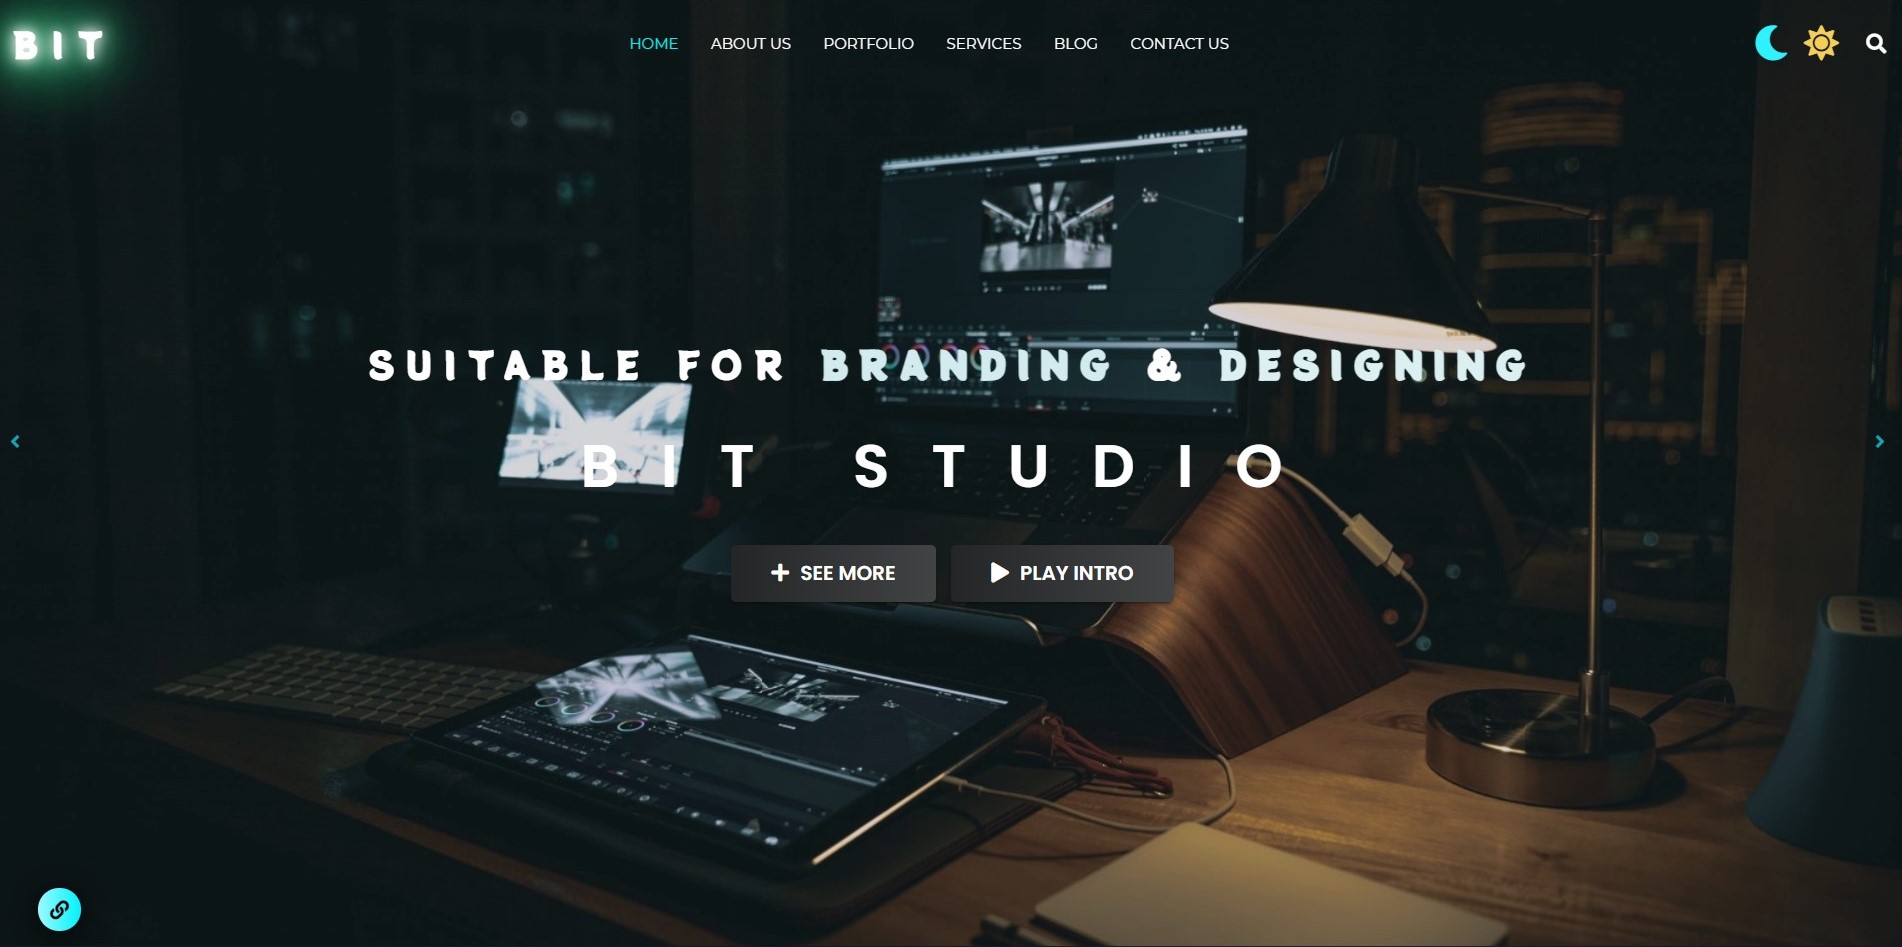 BIT
HOME ABOUT US PORTFOLIO SERVICES BLOG CONTACT US
SUITABLE FOR BRANDING & DESIGNING
BIT STUDIO
SEE MORE PLAY INTRO